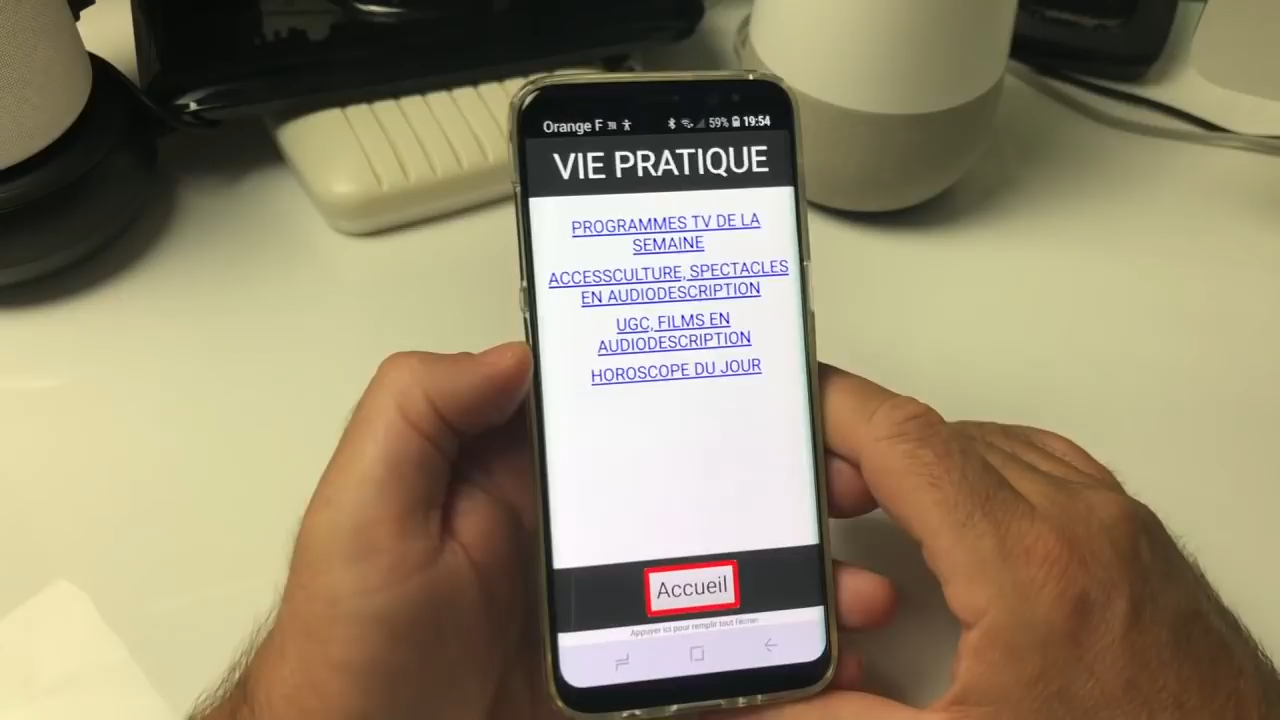 Orange F
59% 19:54
VIE PRATIQUE
PROGRAMMES TV DE LA
SEMAINE
ACCESSCULTURE, SPECTACLES
EN AUDIODESCRIPTION
UGC, FILMS EN
AUDIODESCRIPTION
HOROSCOPE DU JOUR
Accueil
Appuyer ici pour remplir tout l'écran